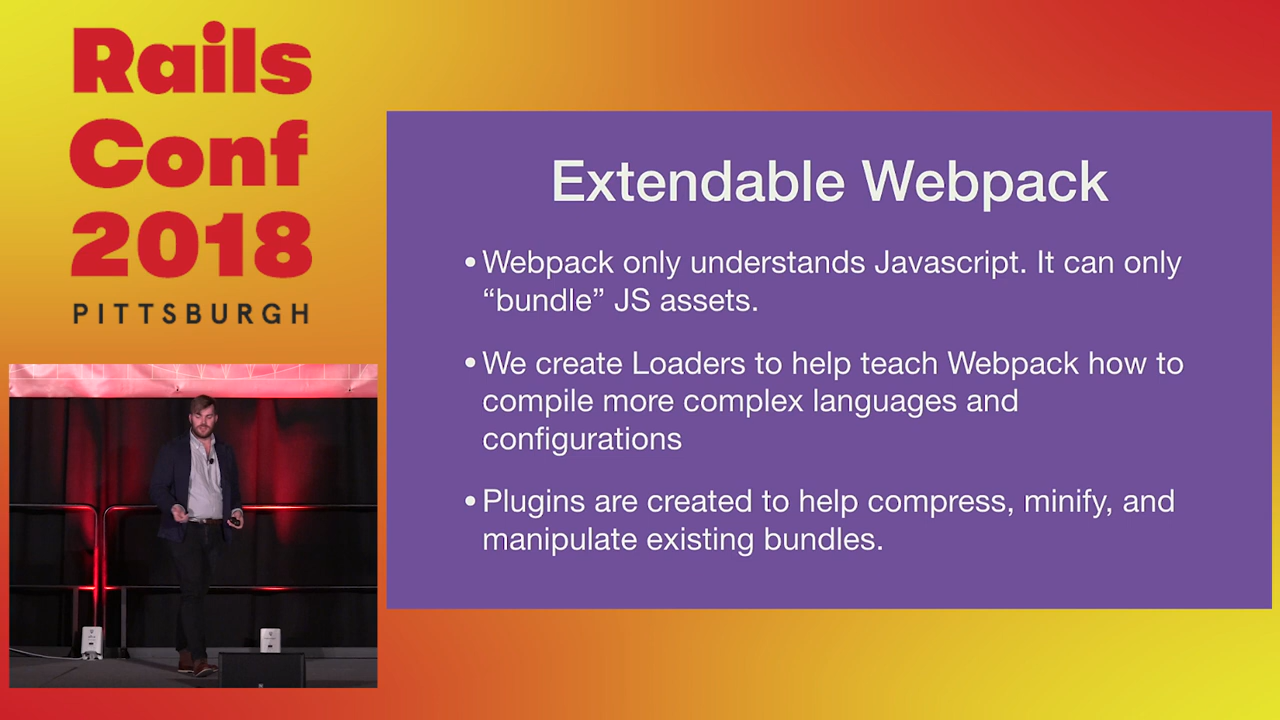 Rails
Conf
2018
PITTSBURGH
Extendable Webpack
• Webpack only understands Javascript. It can only
“bundle” JS assets.
• We create Loaders to help teach Webpack how to
compile more complex languages and
configurations
• Plugins are created to help compress, minify, and
manipulate existing bundles.